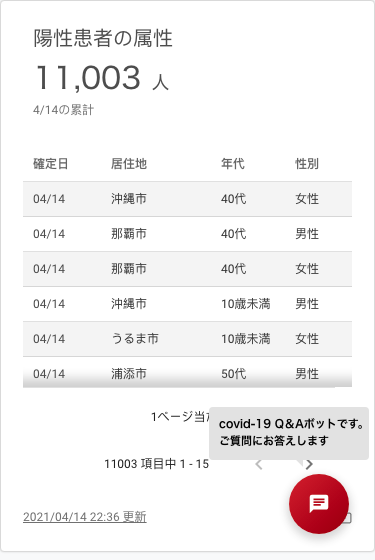 陽性患者の属性
11,003 人
4/14の累計
確定日 居住地 年代 性別
04/14 沖縄市 40代 女性
04/14 那覇市 40代 男性
04/14 那覇市 40代 女性
04/14 沖縄市 10歳未満 男性
04/14 うるま市 10歳未満 女性
04/14 浦添市 50代 男性
1ページ当
covid-19 Q&Aボットです。
ご質問にお答えします
11003 項目中 1 - 15
2021/04/14 22:36 更新